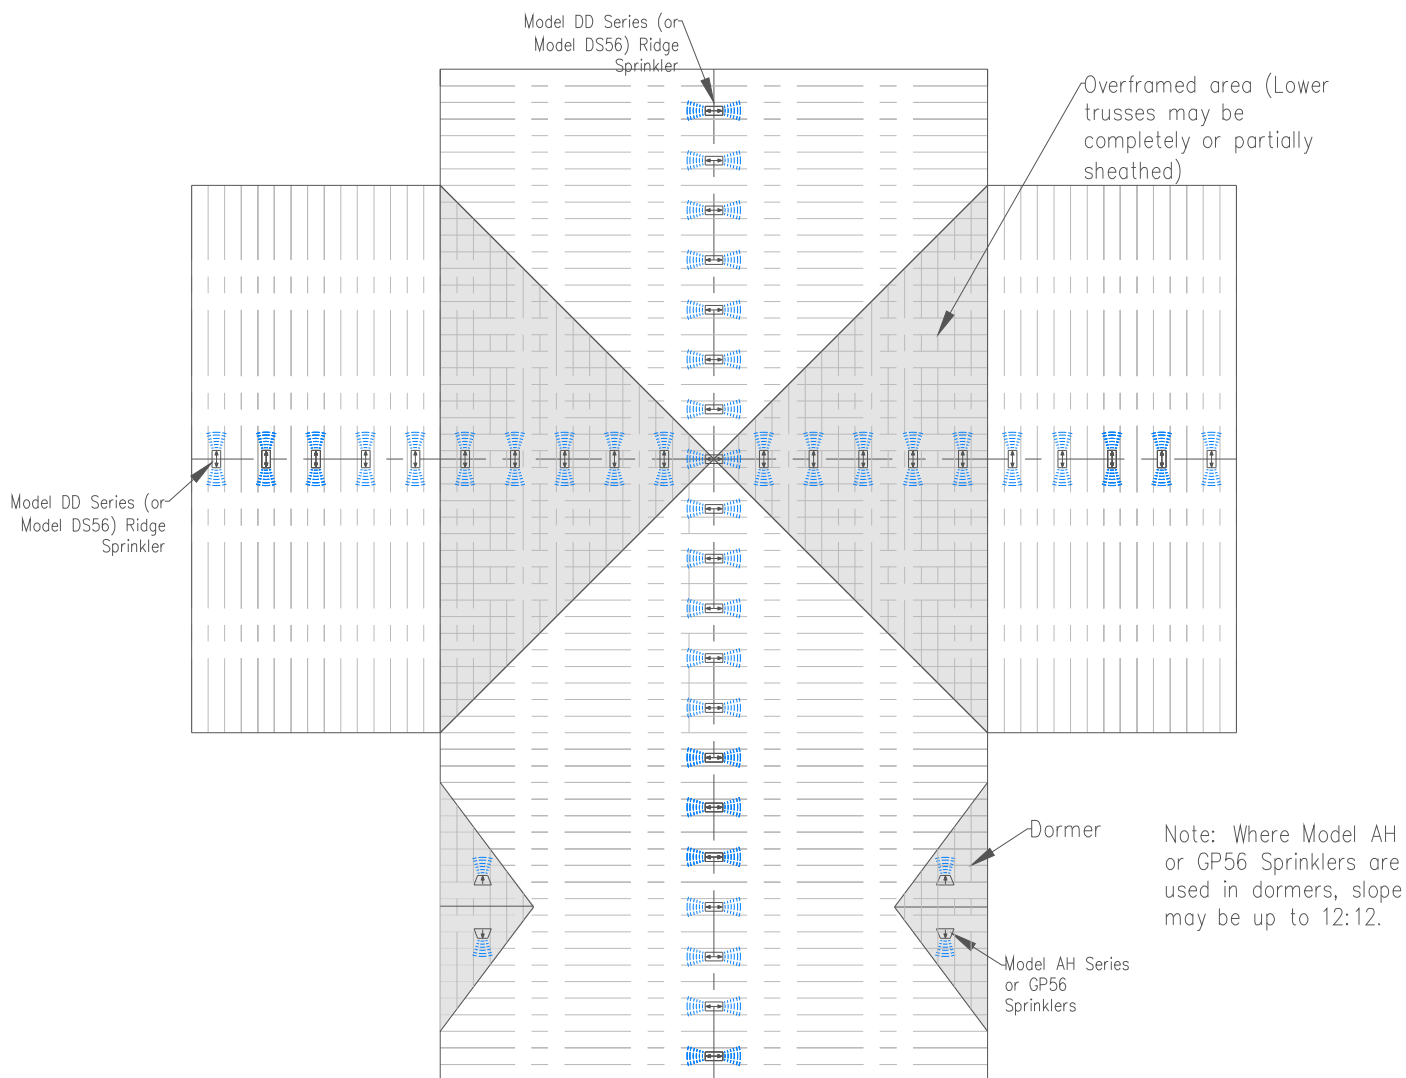 Model DD Series (or
Model DS56) Ridge
Sprinkler
Overframed area (Lower
trusses may be
completely or partially
sheathed)
Model DD Series (or
Model DS56) Ridge
Sprinkler
Dormer
Note: Where Model AH
or GP56 Sprinklers are
used in dormers, slope
may be up to 12:12.
Model AH Series
or GP56
Sprinklers